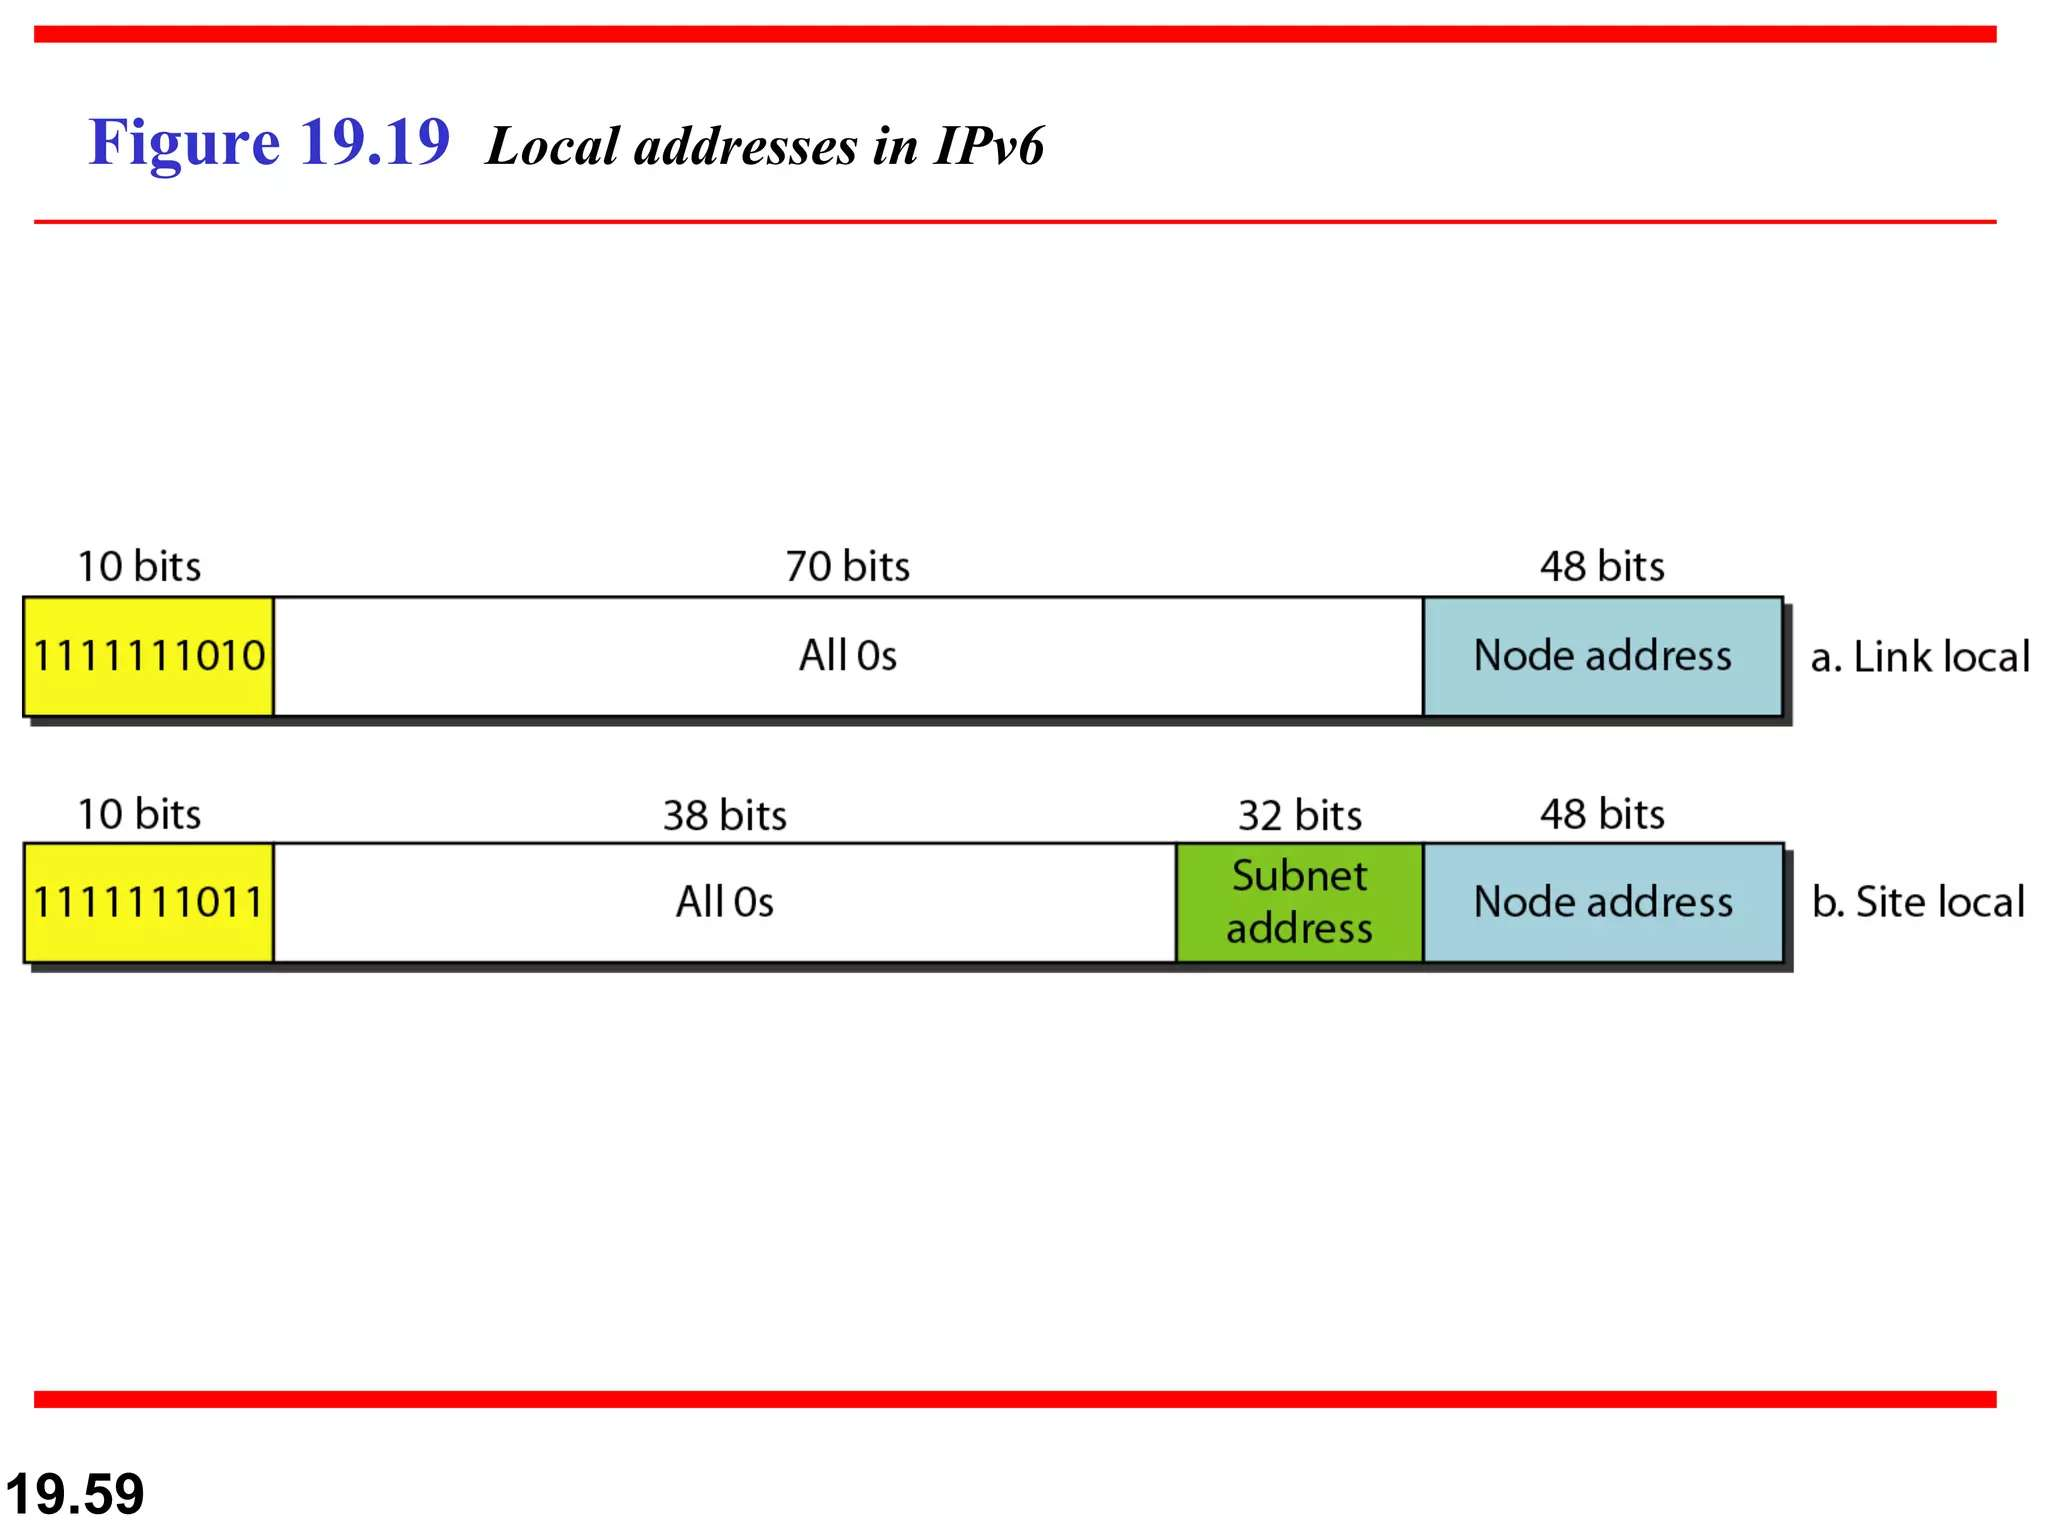 Figure 19.19 Local addresses in IPv6
10 bits 70 bits 48 bits
1111111010 All 0s Node address a. Link local
10 bits 38 bits 32 bits 48 bits
1111111011 All 0s Subnet address Node address b. Site local
19.59